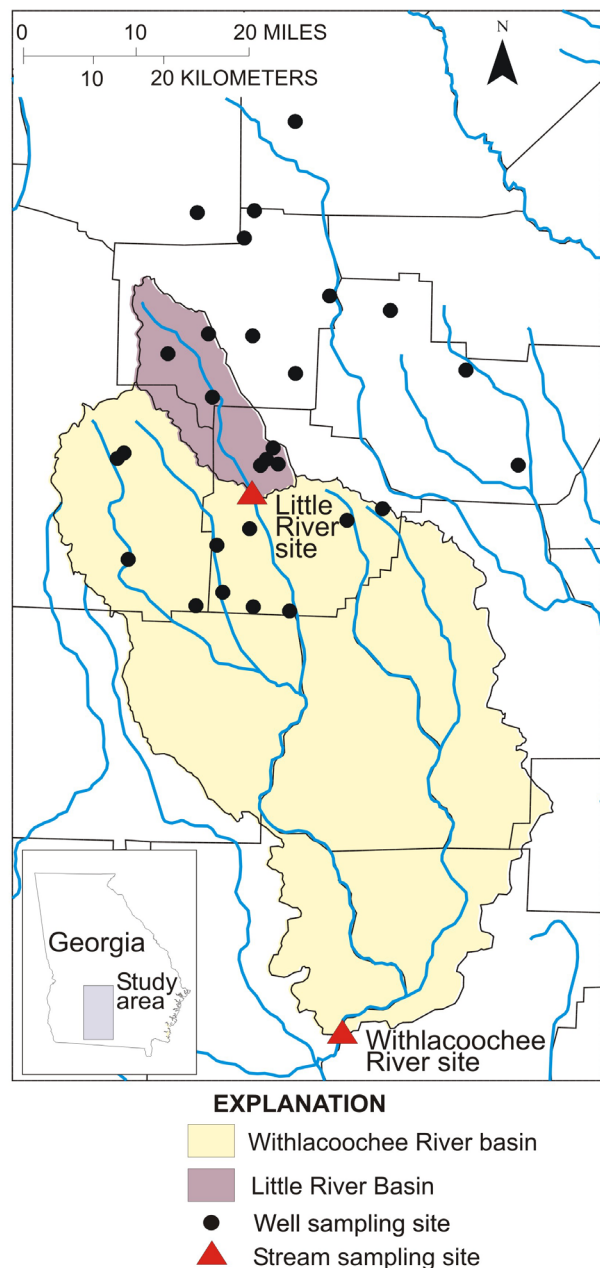 0 10 20 MILES
10 20 KILOMETERS
N
Little
River
site
Georgia
Study
area
Withlacoochee
River site
EXPLANATION
Withlacoochee River basin
Little River Basin
Well sampling site
Stream sampling site